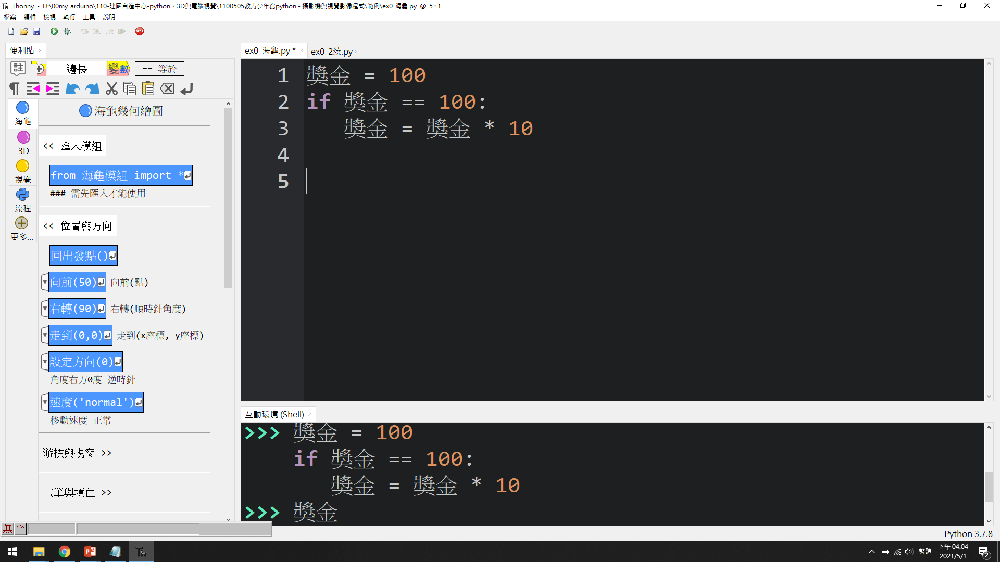 Thonny - D:\00my_arduino\110-建國自造中心-python、3D與電腦視覺\1100505教青少年寫python - 攝影機與視覺影像程式\範例\ex0_海龜.py @ 5 : 1
檔案 編輯 檢視 執行 工具 說明
STOP
便利貼
註 邊長 變數 == 等於
海龜
3D
視覺
流程
更多...
海龜幾何繪圖
<< 匯入模組
from 海龜模組 import *
### 需先匯入才能使用
<< 位置與方向
回出發點()
向前(50) 向前(點)
右轉(90) 右轉(順時針角度)
走到(0,0) 走到(x座標, y座標)
設定方向(0)
角度右方0度 逆時針
速度('normal')
移動速度 正常
游標與視窗 >>
畫筆與填色 >>
ex0_海龜.py * ex0_2繞.py
1 獎金 = 100
2 if 獎金 == 100:
3 獎金 = 獎金 * 10
4
5
互動環境 (Shell)
>>> 獎金 = 100
if 獎金 == 100:
獎金 = 獎金 * 10
>>> 獎金
無 半
Python 3.7.8
繁體
下午 04:04
2021/5/1
2